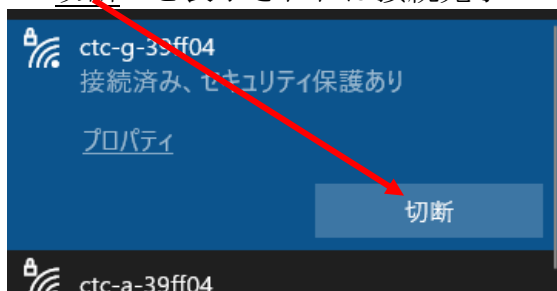 ctc-g-39ff04
接続済み、セキュリティ保護あり
プロパティ
切断
ctc-a-39ff04